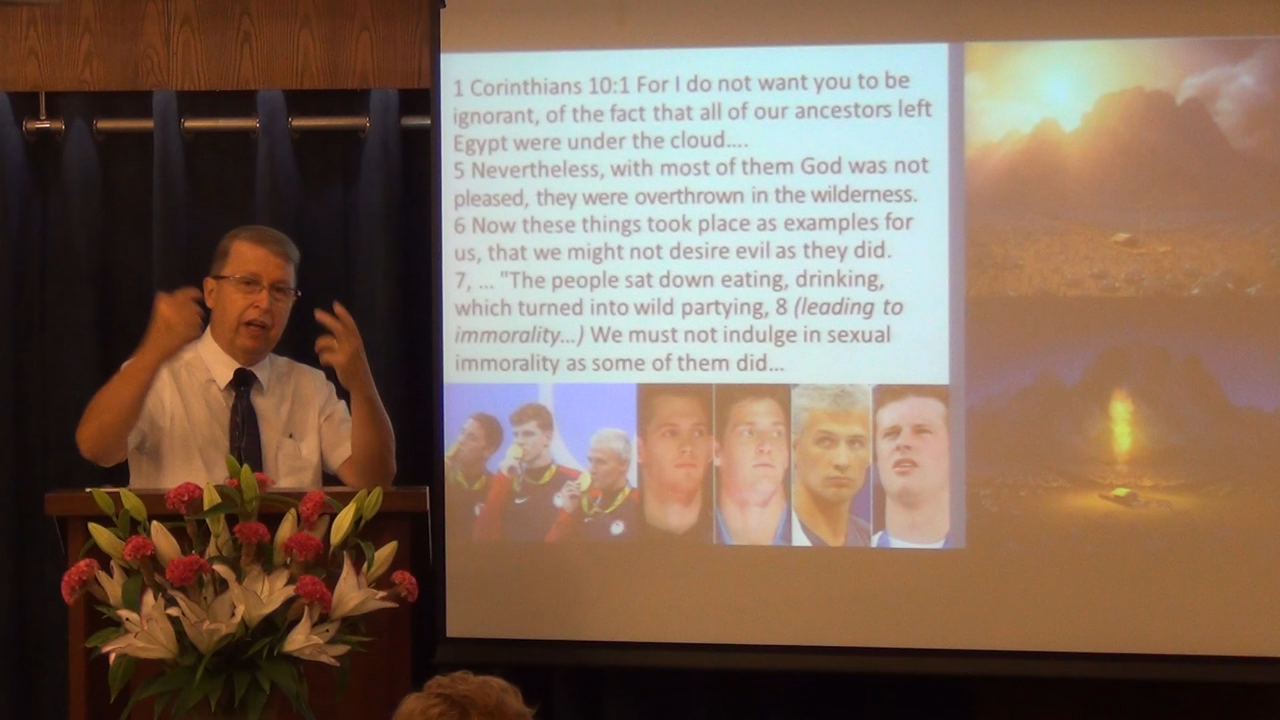 1 Corinthians 10:1 For I do not want you to be
ignorant, of the fact that all of our ancestors left
Egypt were under the cloud....
5 Nevertheless, with most of them God was not
pleased, they were overthrown in the wilderness.
6 Now these things took place as examples for
us, that we might not desire evil as they did.
7, ... "The people sat down eating, drinking,
which turned into wild partying, 8 (leading to
immorality...) We must not indulge in sexual
immorality as some of them did...